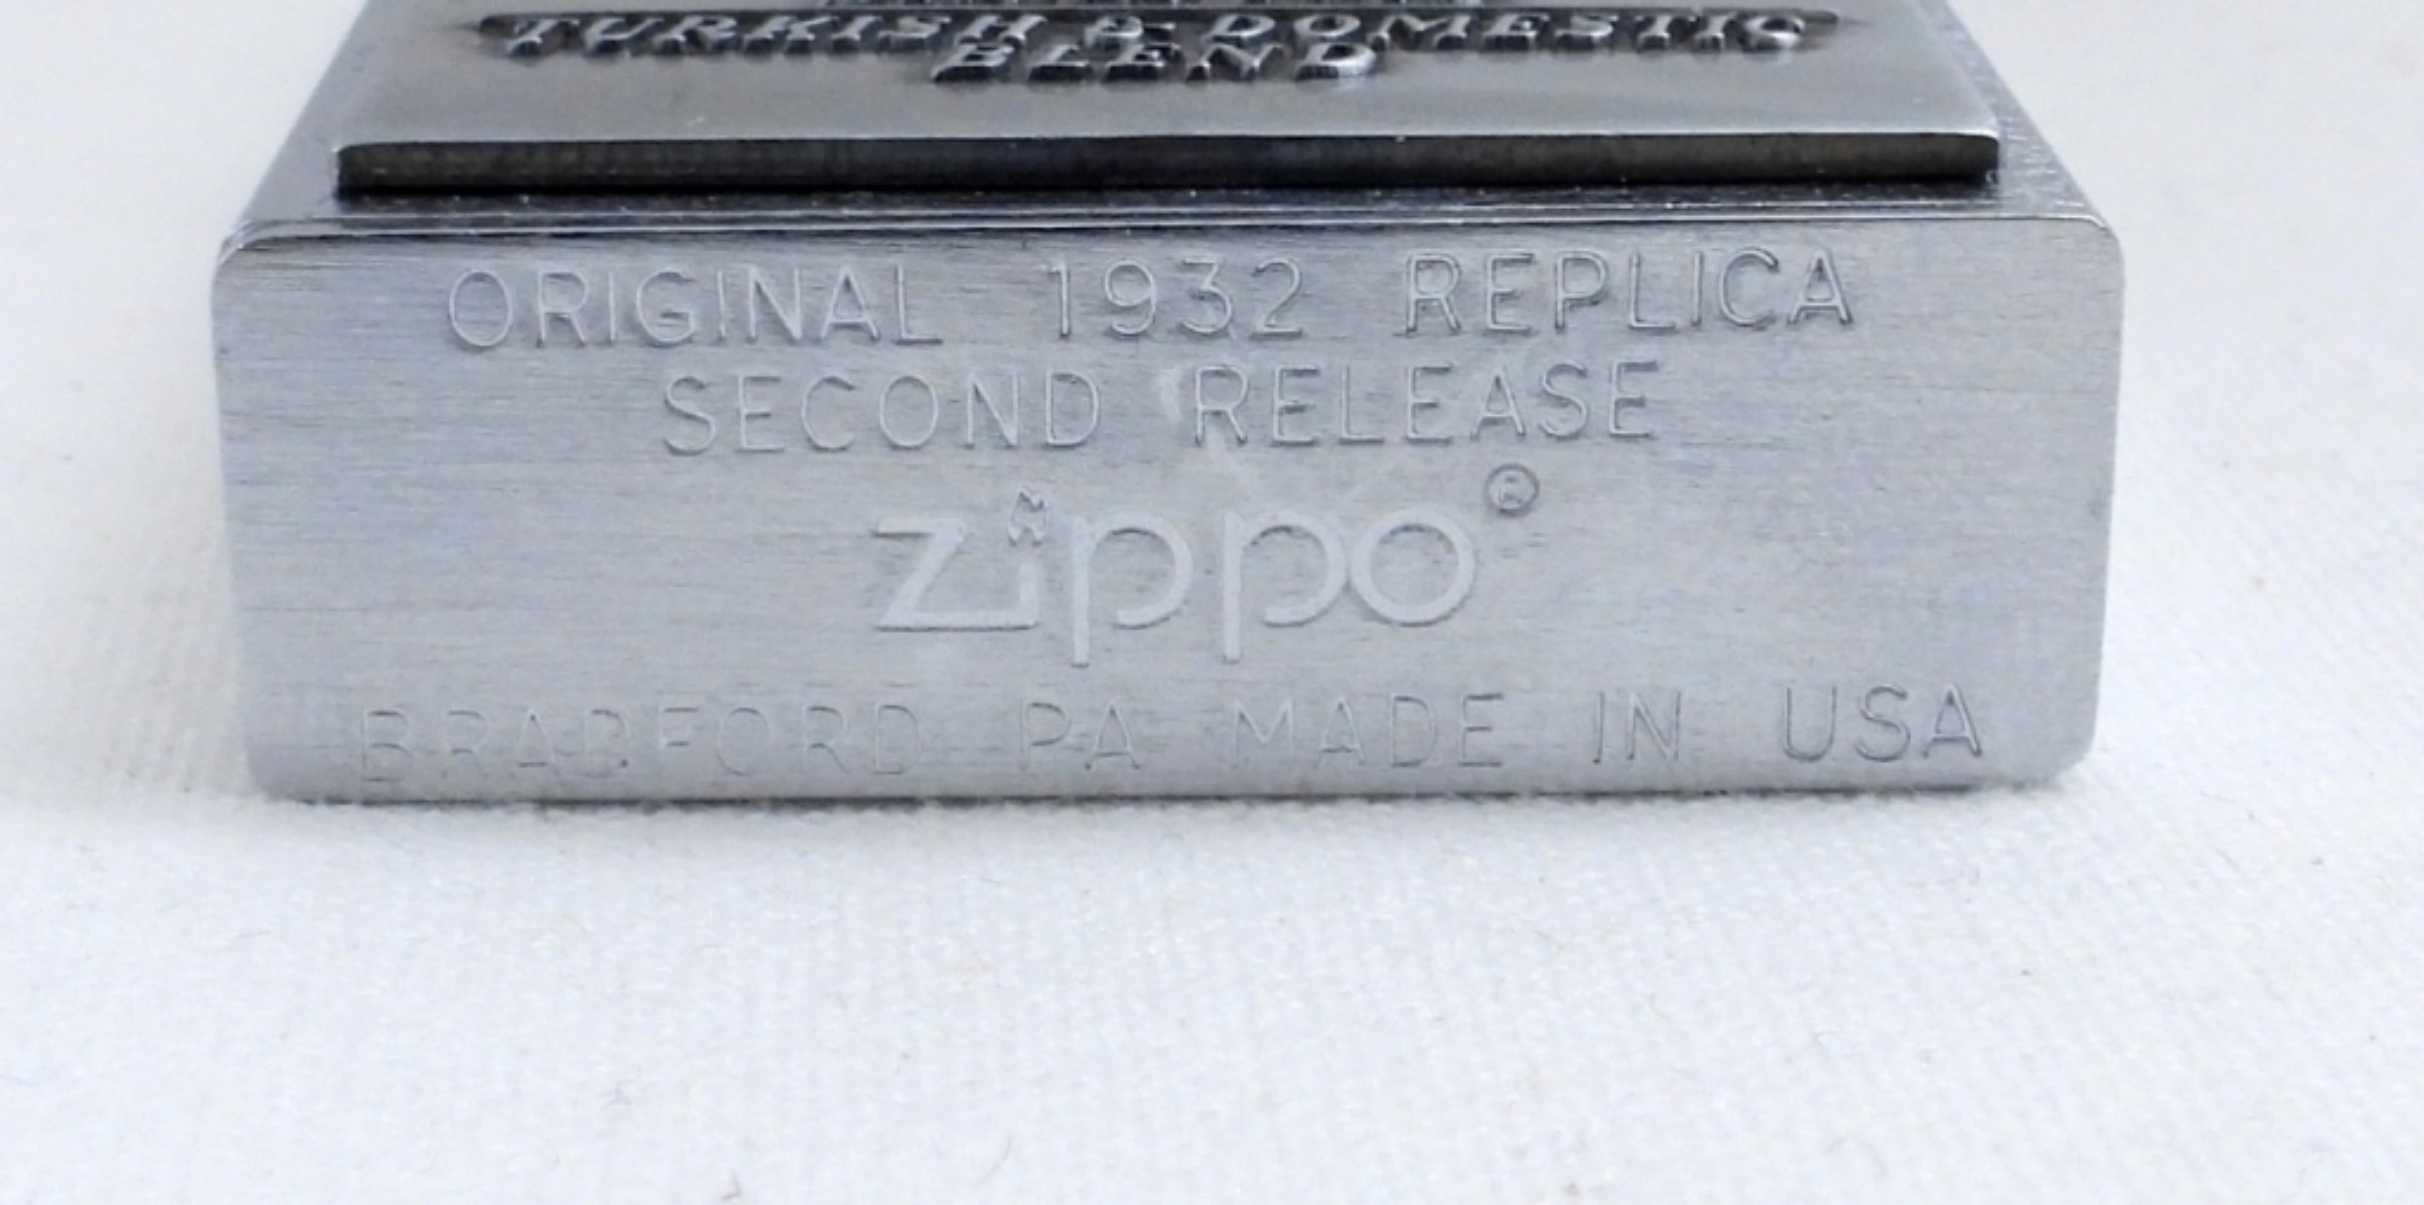 TURKISH & DOMESTIC
BLEND
ORIGINAL 1932 REPLICA
SECOND RELEASE
zippo®
BRADFORD PA MADE IN USA